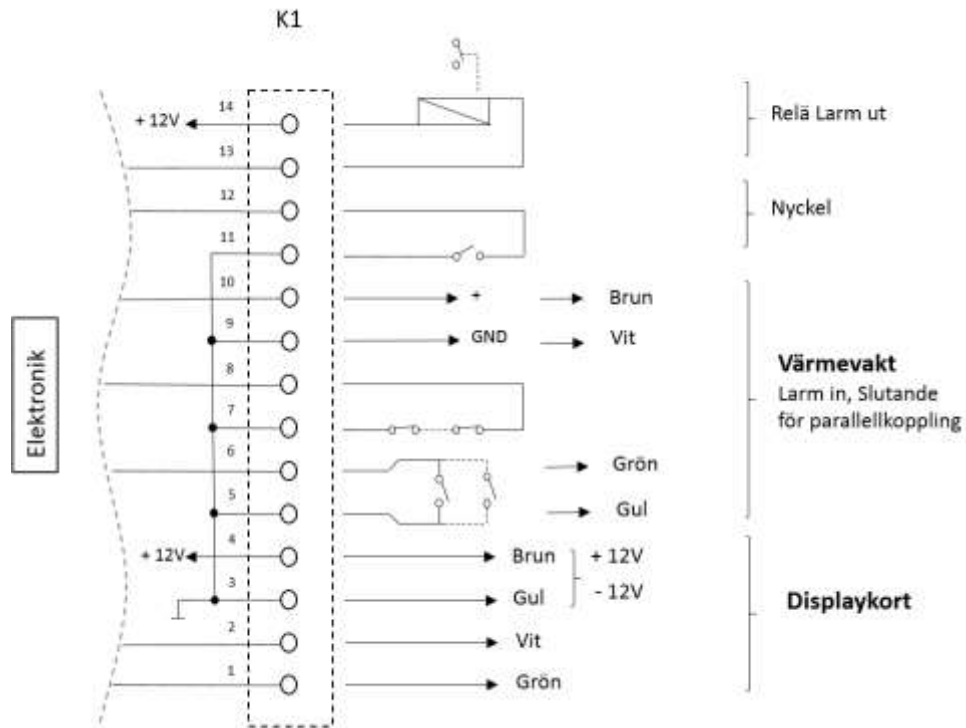 K1
14
+ 12V
Relä Larm ut
13
12
Nyckel
11
10
+
Brun
9
GND
Vit
Värmevakt
8
Larm in, Slutande
för parallellkoppling
7
Elektronik
6
Grön
5
Gul
4
+ 12V
Brun
+ 12V
3
Gul
- 12V
Displaykort
2
Vit
1
Grön